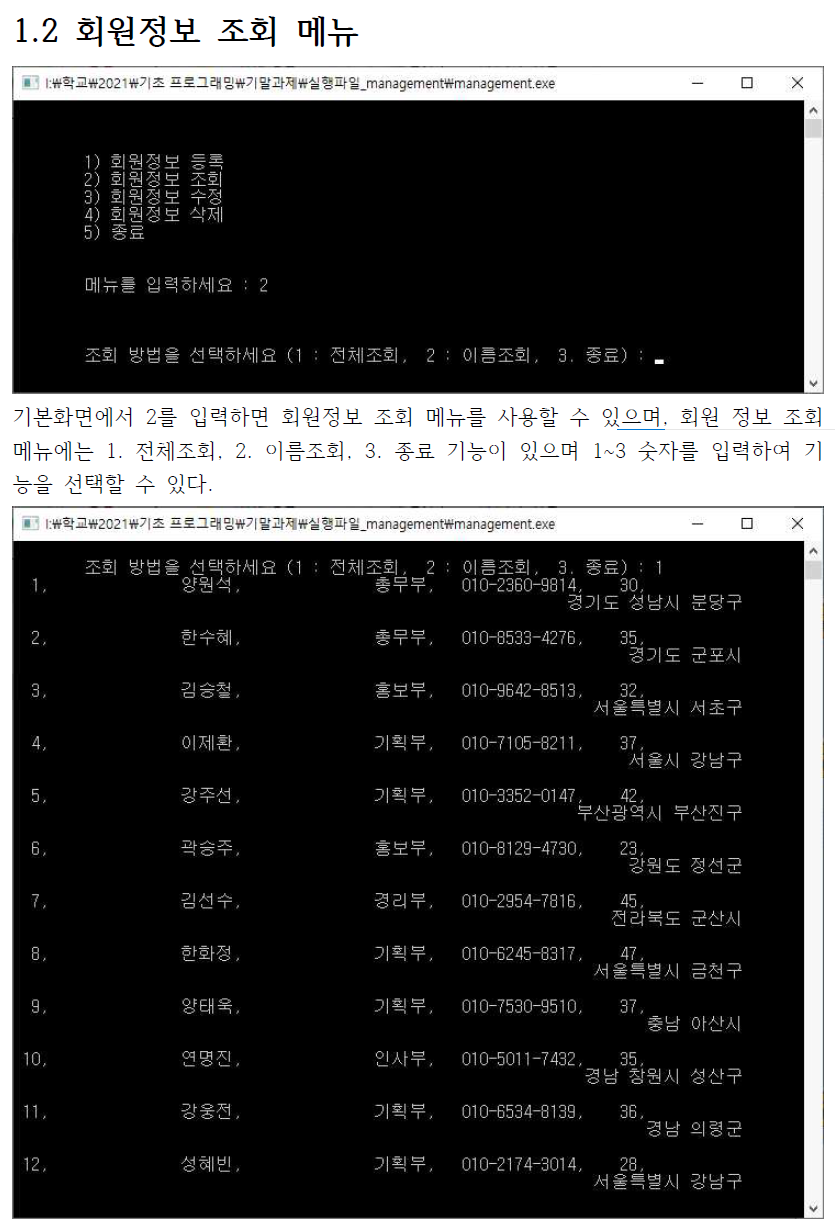 1.2 회원정보 조회 메뉴
I:₩학교₩2021₩기초 프로그래밍₩기말과제₩실행파일_management₩management.exe
1) 회원정보 등록
2) 회원정보 조회
3) 회원정보 수정
4) 회원정보 삭제
5) 종료
메뉴를 입력하세요 : 2
조회 방법을 선택하세요 (1 : 전체조회, 2 : 이름조회, 3. 종료) :
기본화면에서 2를 입력하면 회원정보 조회 메뉴를 사용할 수 있으며, 회원 정보 조회
메뉴에는 1. 전체조회, 2. 이름조회, 3. 종료 기능이 있으며 1~3 숫자를 입력하여 기
능을 선택할 수 있다.
I:₩학교₩2021₩기초 프로그래밍₩기말과제₩실행파일_management₩management.exe
조회 방법을 선택하세요 (1 : 전체조회, 2 : 이름조회, 3. 종료) : 1
1, 양원석, 총무부, 010-2360-9814, 30,
경기도 성남시 분당구
2, 한수혜, 총무부, 010-8533-4276, 35,
경기도 군포시
3, 김승철, 홍보부, 010-9642-8513, 32,
서울특별시 서초구
4, 이제환, 기획부, 010-7105-8211, 37,
서울시 강남구
5, 강주선, 기획부, 010-3352-0147, 42,
부산광역시 부산진구
6, 곽승주, 홍보부, 010-8129-4730, 23,
강원도 정선군
7, 김선수, 경리부, 010-2954-7816, 45,
전라북도 군산시
8, 한화정, 기획부, 010-6245-8317, 47,
서울특별시 금천구
9, 양태욱, 기획부, 010-7530-9510, 37,
충남 아산시
10, 연명진, 인사부, 010-5011-7432, 35,
경남 창원시 성산구
11, 강웅전, 기획부, 010-6534-8139, 36,
경남 의령군
12, 성혜빈, 기획부, 010-2174-3014, 28,
서울특별시 강남구